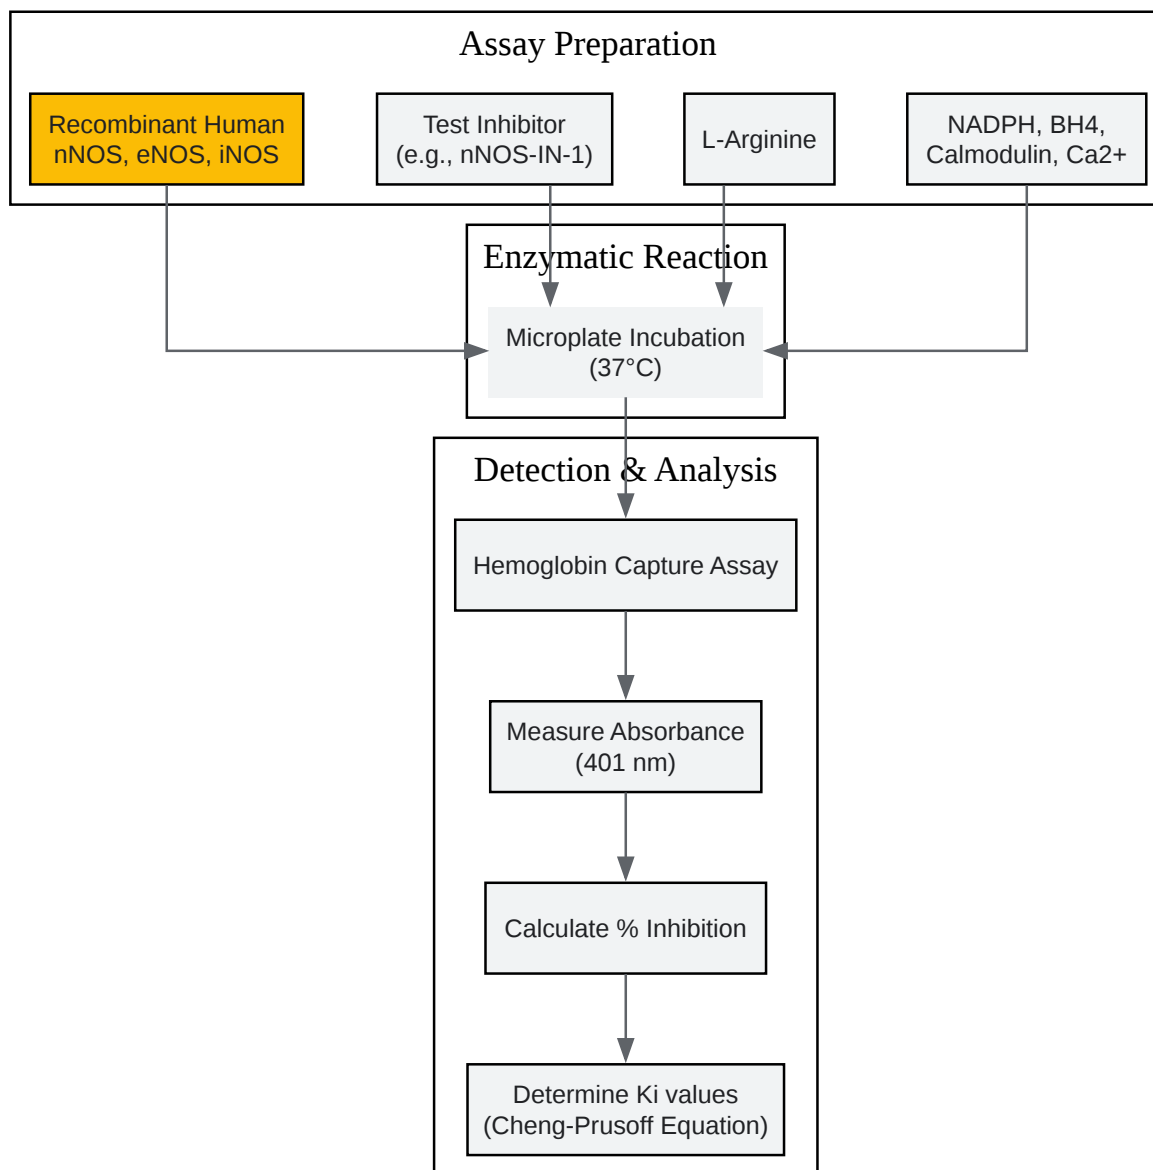 Assay Preparation
Recombinant Human
nNOS, eNOS, iNOS
Test Inhibitor
(e.g., nNOS-IN-1)
L-Arginine
NADPH, BH4,
Calmodulin, Ca2+
Enzymatic Reaction
Microplate Incubation
(37°C)
Detection & Analysis
Hemoglobin Capture Assay
Measure Absorbance
(401 nm)
Calculate % Inhibition
Determine Ki values
(Cheng-Prusoff Equation)